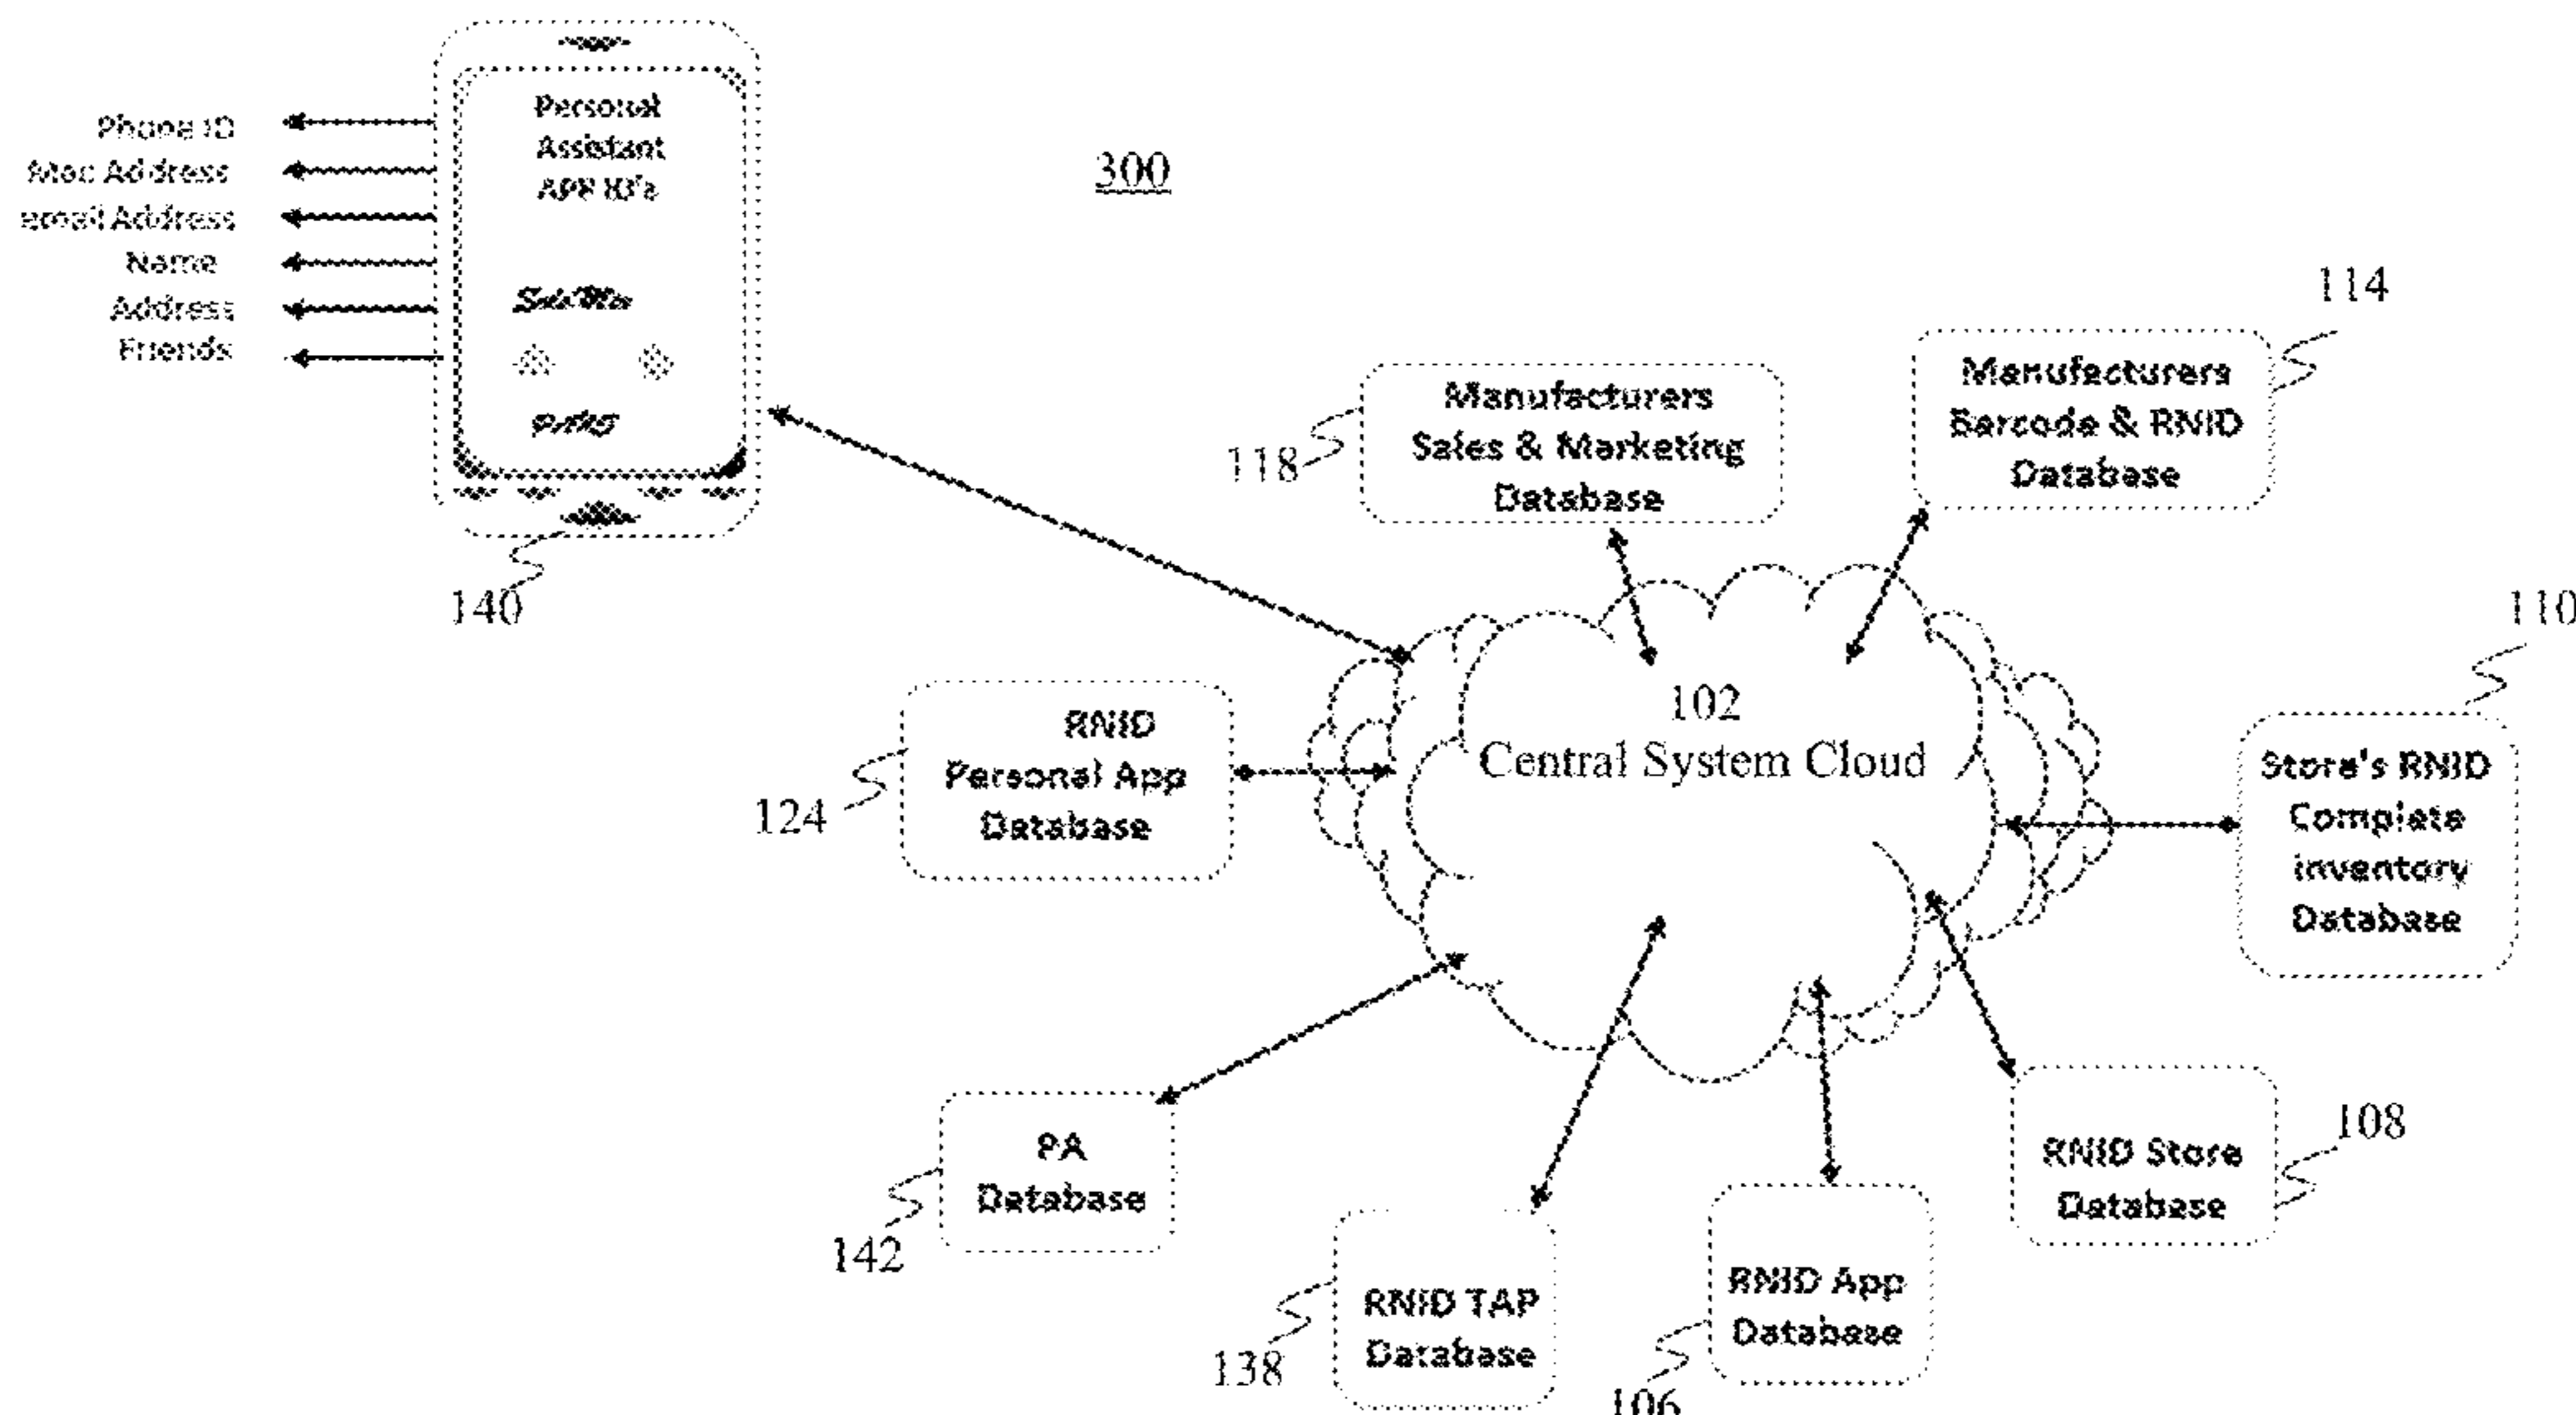 Phone ID
Mac Address
email Address
Name
Address
Friends
Personal
Assistant
APP ID's
140
300
118
Manufacturers
Sales & Marketing
Database
114
Manufacturers
Barcode & RNID
Database
110
Store's RNID
Complete
inventory
Database
102
Central System Cloud
124
RNID
Personal App
Database
142
PA
Database
138
RNID TAP
Database
106
RNID App
Database
108
RNID Store
Database